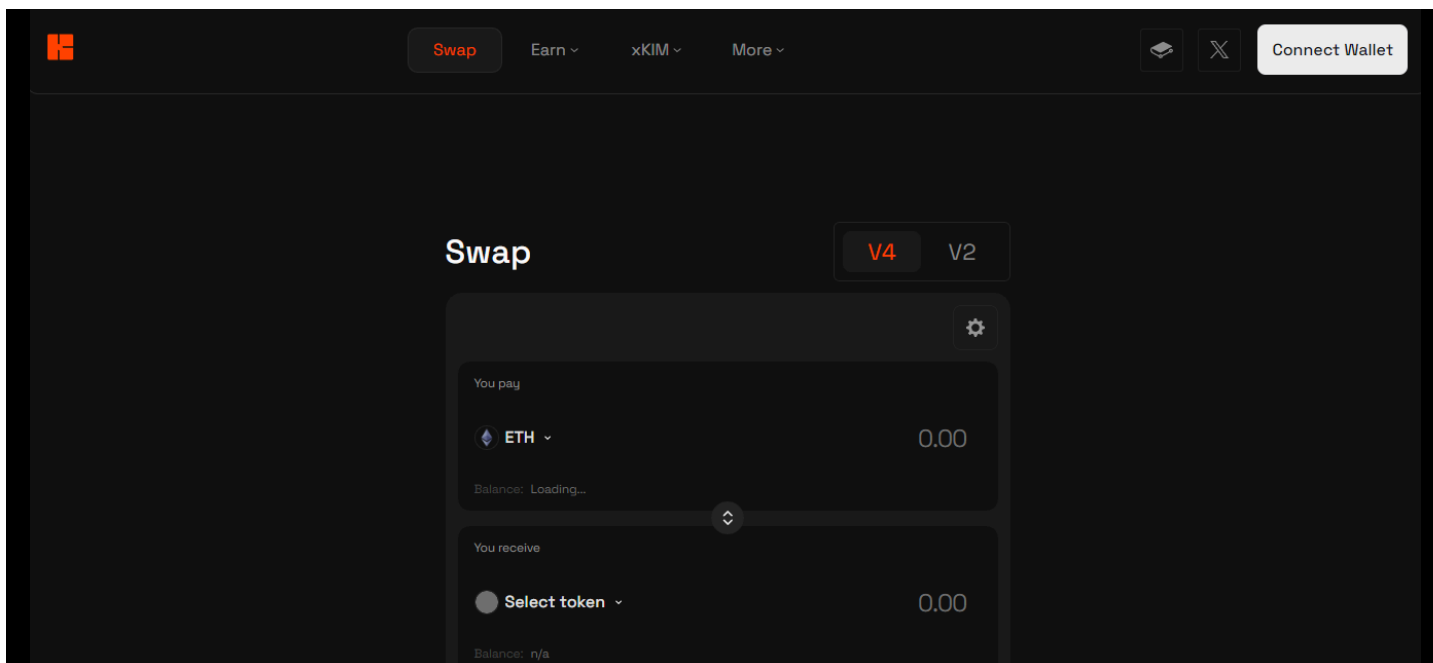 Swap Earn xKIM More Connect Wallet
Swap V4 V2
You pay
ETH 0.00
Balance: Loading...
You receive
Select token 0.00
Balance: n/a